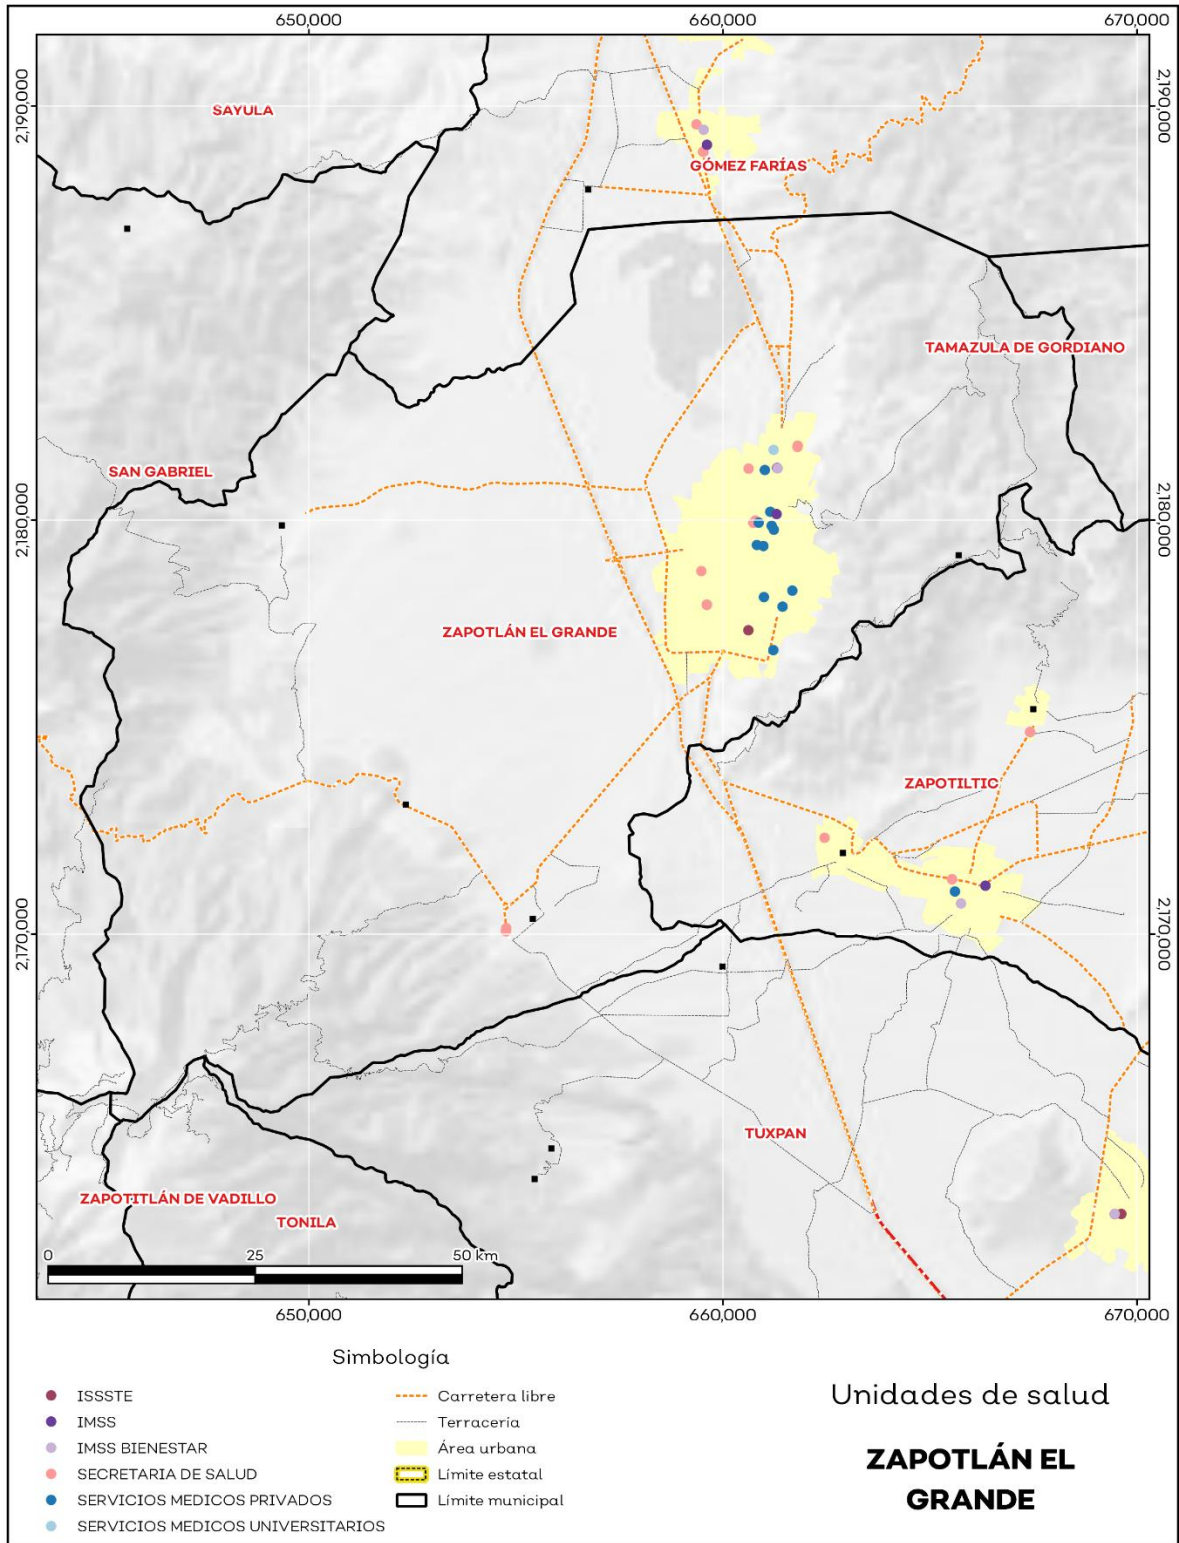 650,000
660,000
670,000
2,190,000
2,190,000
SAYULA
GÓMEZ FARÍAS
TAMAZULA DE GORDIANO
SAN GABRIEL
2,180,000
2,180,000
ZAPOTLÁN EL GRANDE
ZAPOTILTIC
2,170,000
2,170,000
TUXPAN
ZAPOTITLÁN DE VADILLO
TONILA
0
25
50 km
650,000
660,000
670,000
Simbología
ISSSTE
IMSS
IMSS BIENESTAR
SECRETARIA DE SALUD
SERVICIOS MEDICOS PRIVADOS
SERVICIOS MEDICOS UNIVERSITARIOS
Carretera libre
Terracería
Área urbana
Límite estatal
Límite municipal
Unidades de salud
ZAPOTLÁN EL
GRANDE